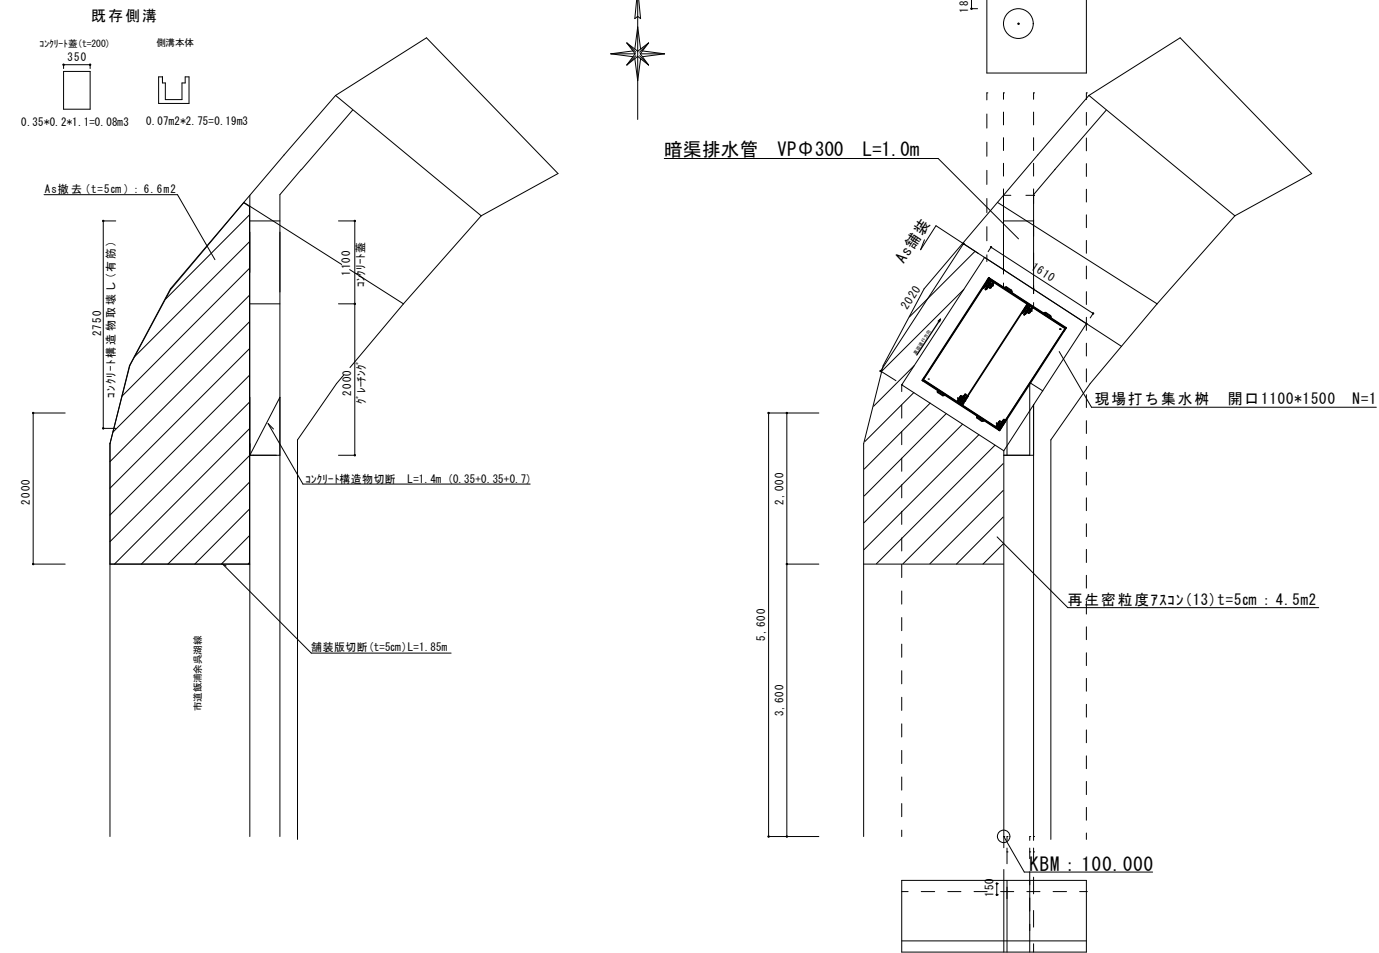 既存側溝
コンクリート蓋(t=200)
側溝本体
350
0.35*0.2*1.1=0.08m3
0.07m2*2.75=0.19m3
As撤去(t=5cm) : 6.6m2
2750
コンクリート構造物取壊し(有筋)
1100
コンクリート蓋
2000
グレーチング
2000
コンクリート構造物切断 L=1.4m (0.35+0.35+0.7)
舗装版切断(t=5cm)L=1.85m
市道飯浦余呉湖線
18
暗渠排水管 VPΦ300 L=1.0m
As舗装
2020
1610
現場打ち集水桝 開口1100*1500 N=1
2,000
再生密粒度アスコン(13)t=5cm : 4.5m2
5,600
3,600
KBM : 100.000
150